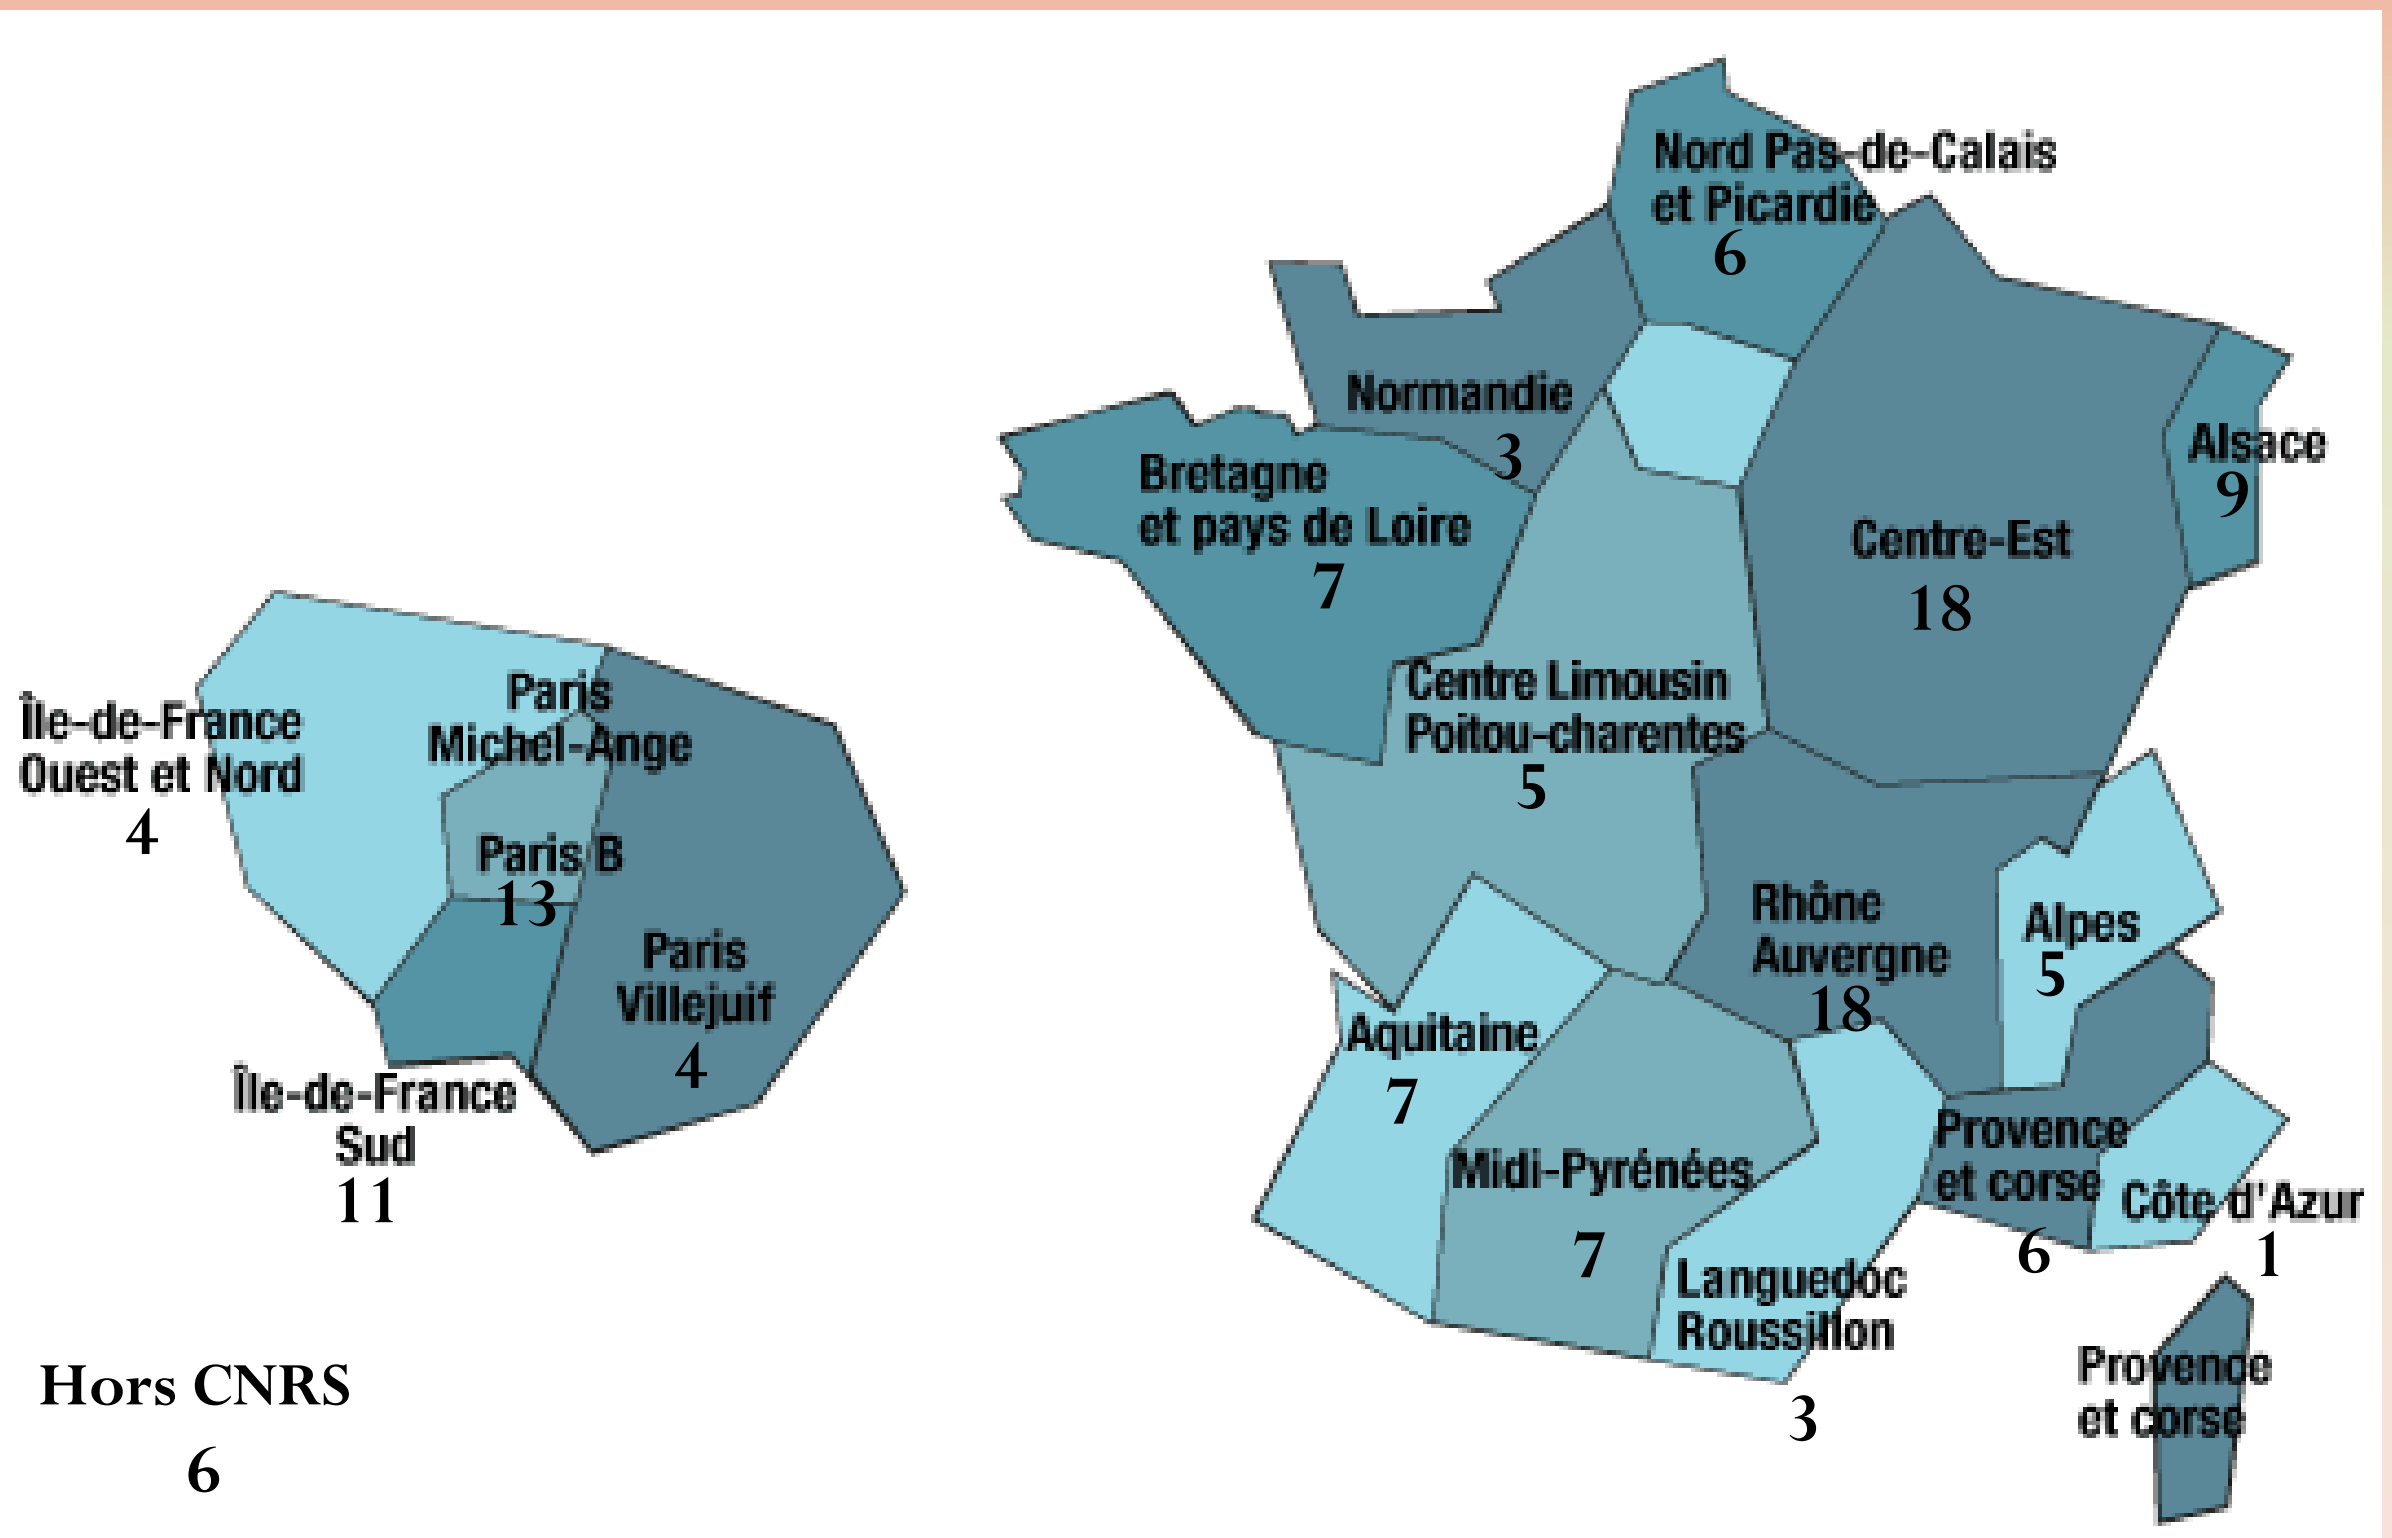 Nord Pas-de-Calais
et Picardie
6
Normandie
3
Bretagne
et pays de Loire
7
Alsace
9
Centre-Est
18
Centre Limousin
Poitou-charentes
5
Rhône
Auvergne
18
Alpes
5
Aquitaine
7
Midi-Pyrénées
7
Languedoc
Roussillon
3
Provence
et corse
6
Côte d'Azur
1
Provence
et corse
Île-de-France
Ouest et Nord
4
Paris
Michel-Ange
Paris B
13
Paris
Villejuif
4
Île-de-France
Sud
11
Hors CNRS
6